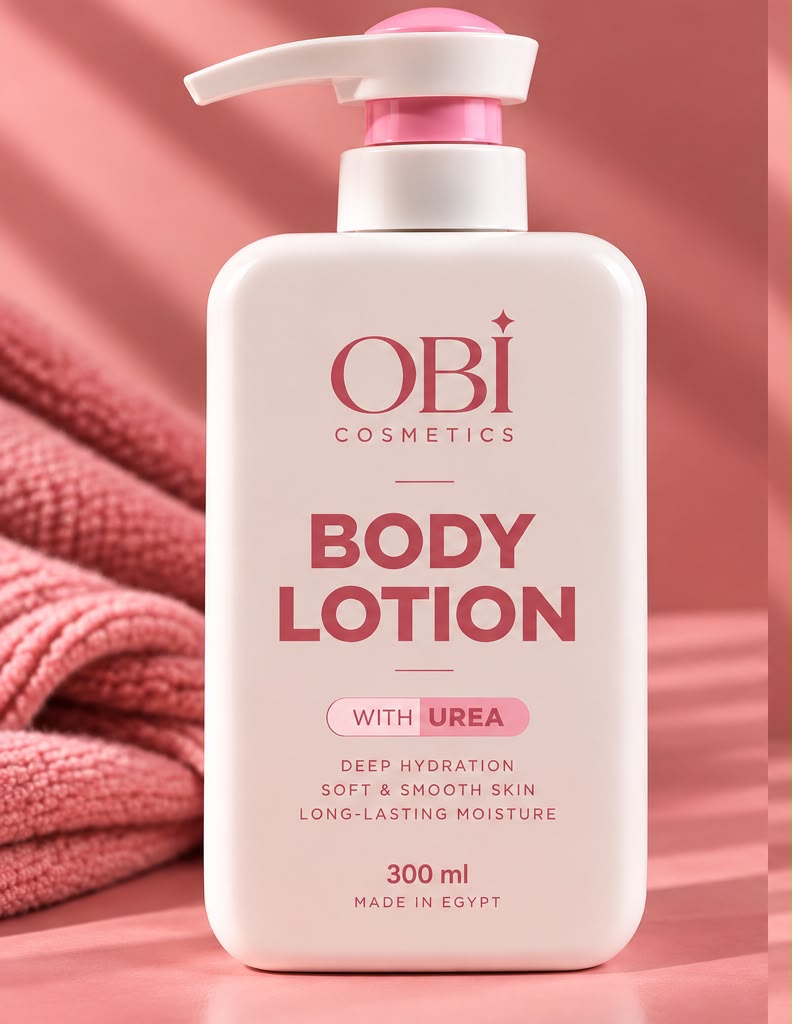 OBi
COSMETICS
BODY
LOTION
WITH UREA
DEEP HYDRATION
SOFT & SMOOTH SKIN
LONG-LASTING MOISTURE
300 ml
MADE IN EGYPT